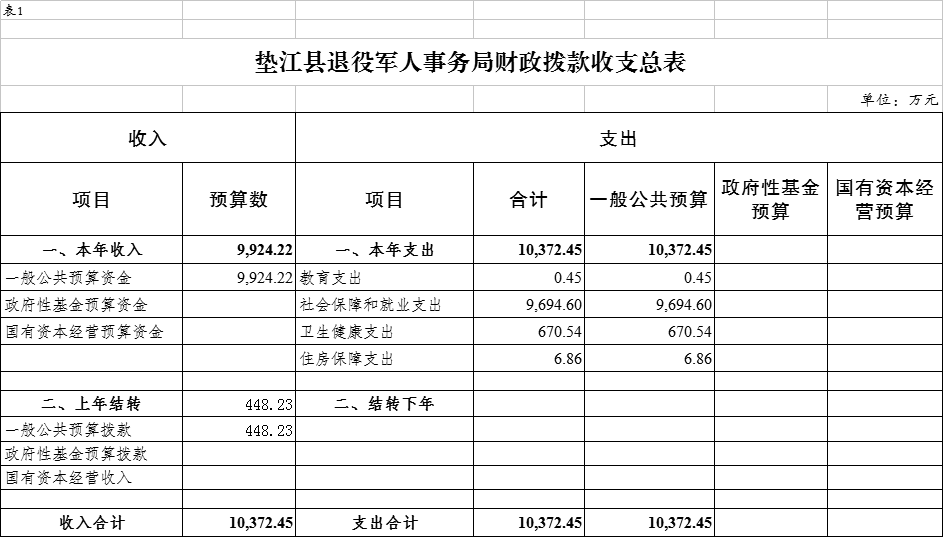 表1
垫江县退役军人事务局财政拨款收支总表
单位：万元
收入 支出
项目 预算数 项目 合计 一般公共预算 政府性基金预算 国有资本经营预算
一、本年收入 9,924.22 一、本年支出 10,372.45 10,372.45
一般公共预算资金 9,924.22 教育支出 0.45 0.45
政府性基金预算资金 社会保障和就业支出 9,694.60 9,694.60
国有资本经营预算资金 卫生健康支出 670.54 670.54
住房保障支出 6.86 6.86
二、上年结转 448.23 二、结转下年
一般公共预算拨款 448.23
政府性基金预算拨款
国有资本经营收入
收入合计 10,372.45 支出合计 10,372.45 10,372.45